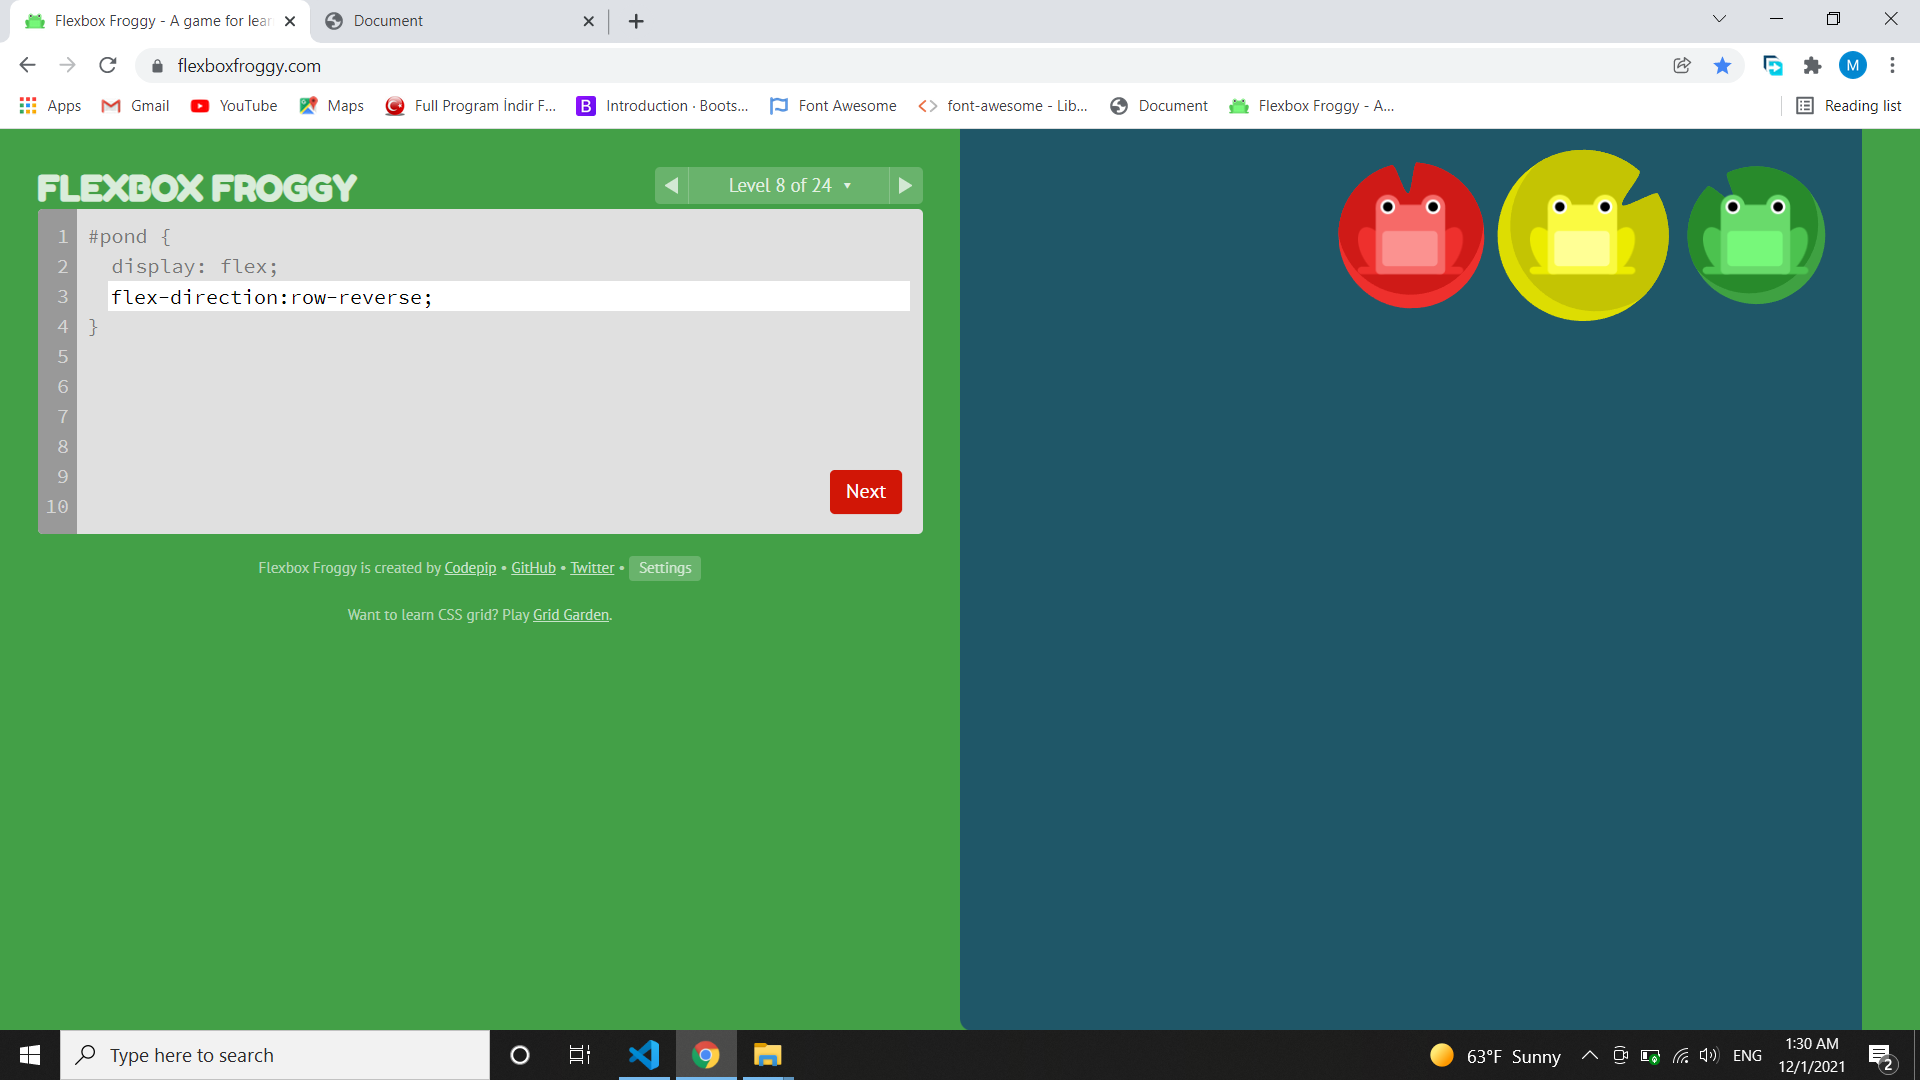 Flexbox Froggy - A game for lear
Document
flexboxfroggy.com
M
Apps
Gmail
YouTube
Maps
Full Program İndir F...
Introduction · Boots...
Font Awesome
font-awesome - Lib...
Document
Flexbox Froggy - A...
Reading list
FLEXBOX FROGGY
Level 8 of 24
1 #pond {
2 display: flex;
3 flex-direction:row-reverse;
4 }
5
6
7
8
9
10
Next
Flexbox Froggy is created by Codepip • GitHub • Twitter • Settings
Want to learn CSS grid? Play Grid Garden.
Type here to search
63°F Sunny
ENG
1:30 AM
12/1/2021
2